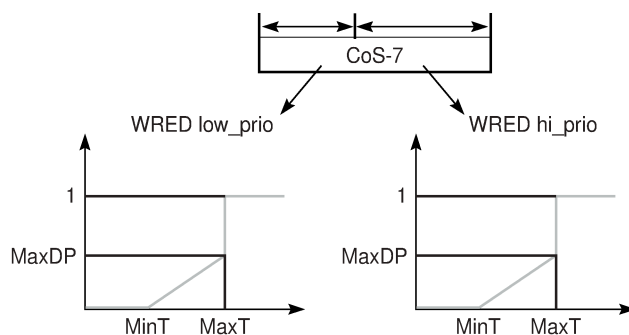 CoS-7
WRED low_prio
WRED hi_prio
1
MaxDP
MinT
MaxT
1
MaxDP
MinT
MaxT